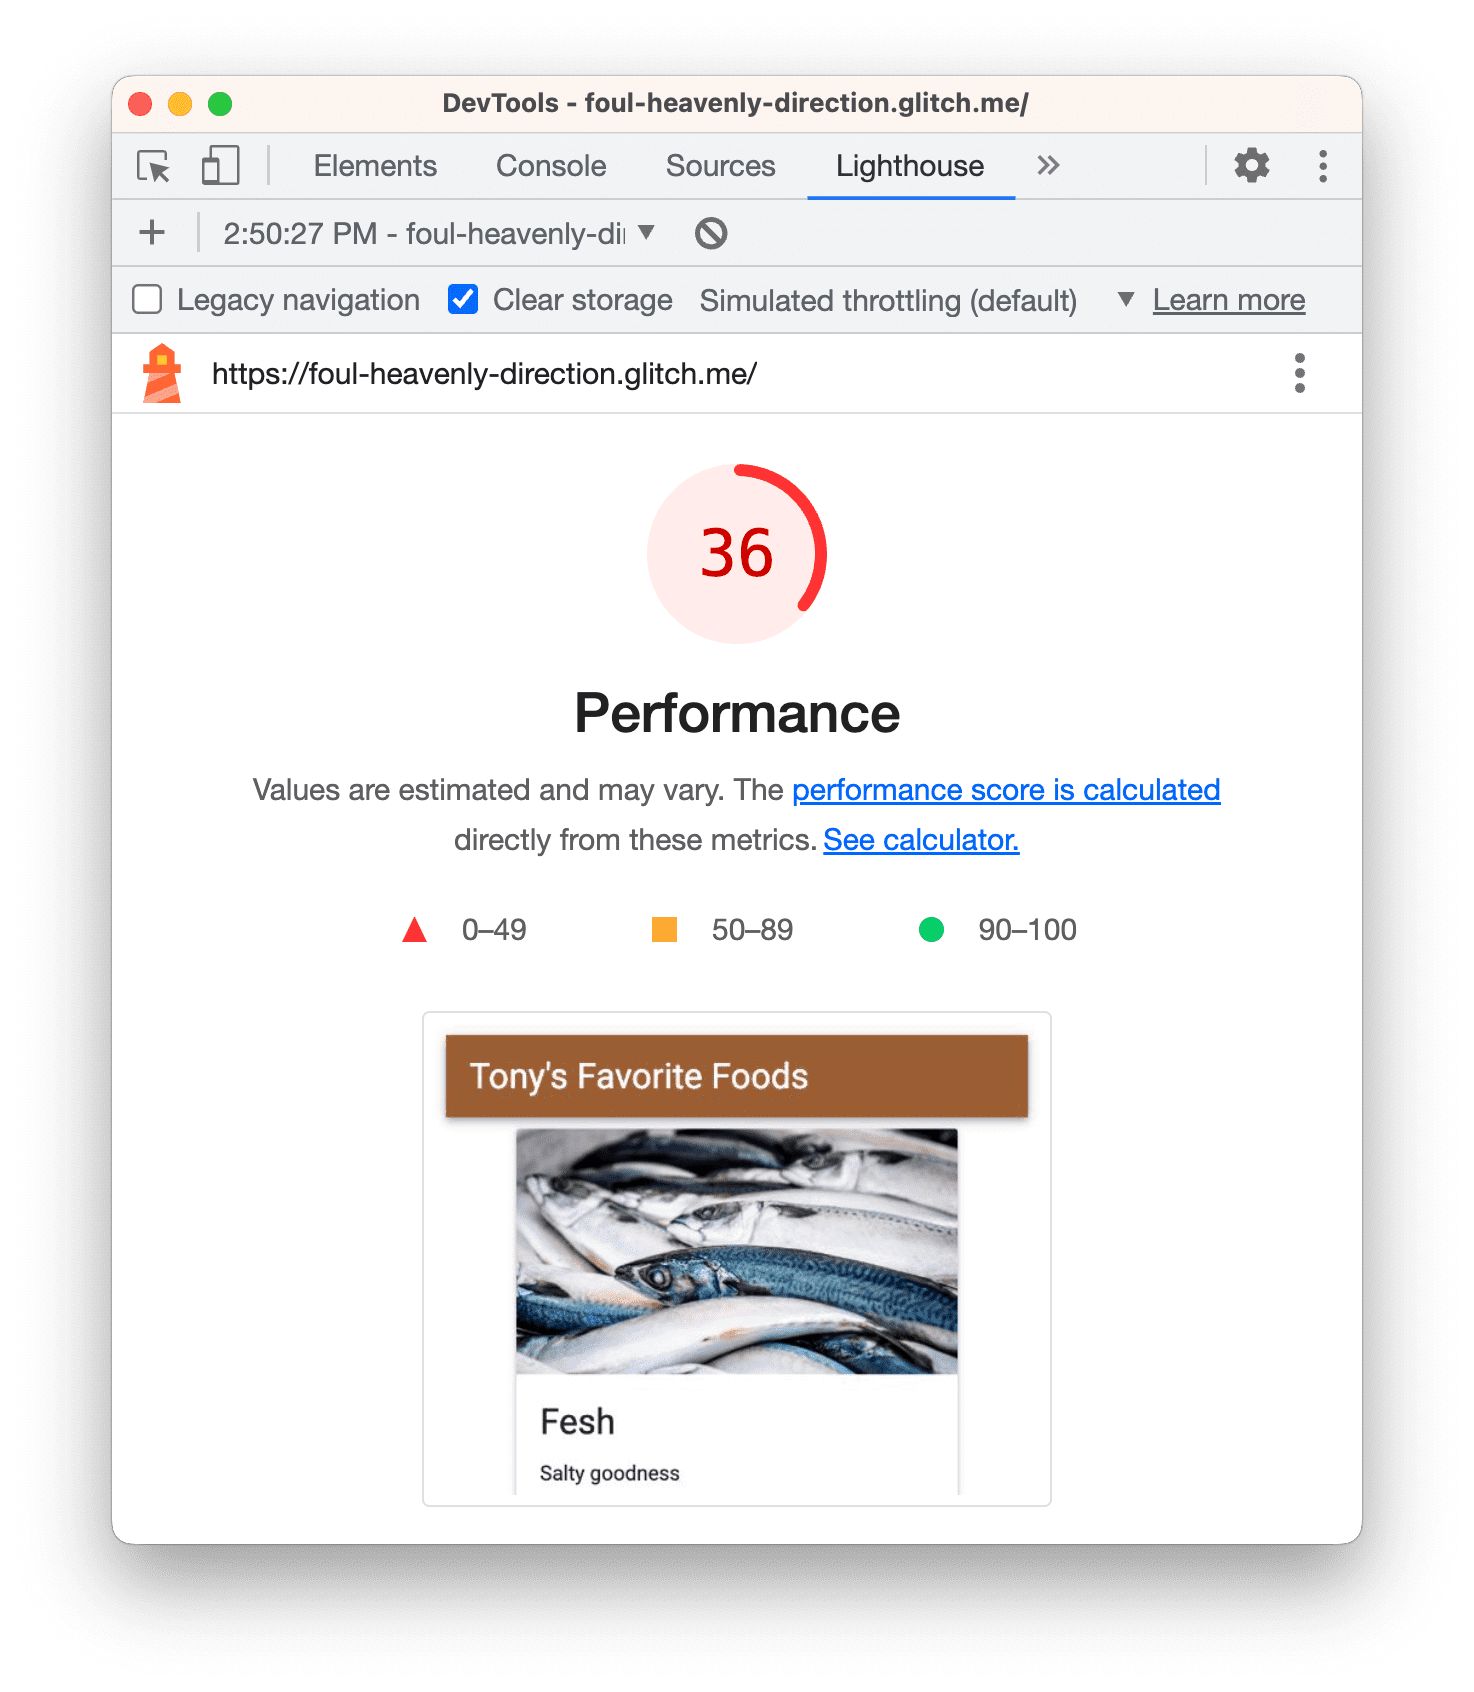 DevTools - foul-heavenly-direction.glitch.me/
Elements Console Sources Lighthouse
2:50:27 PM - foul-heavenly-di
Legacy navigation Clear storage Simulated throttling (default) Learn more
https://foul-heavenly-direction.glitch.me/
36
Performance
Values are estimated and may vary. The performance score is calculated
directly from these metrics. See calculator.
0–49 50–89 90–100
Tony's Favorite Foods
Fesh
Salty goodness